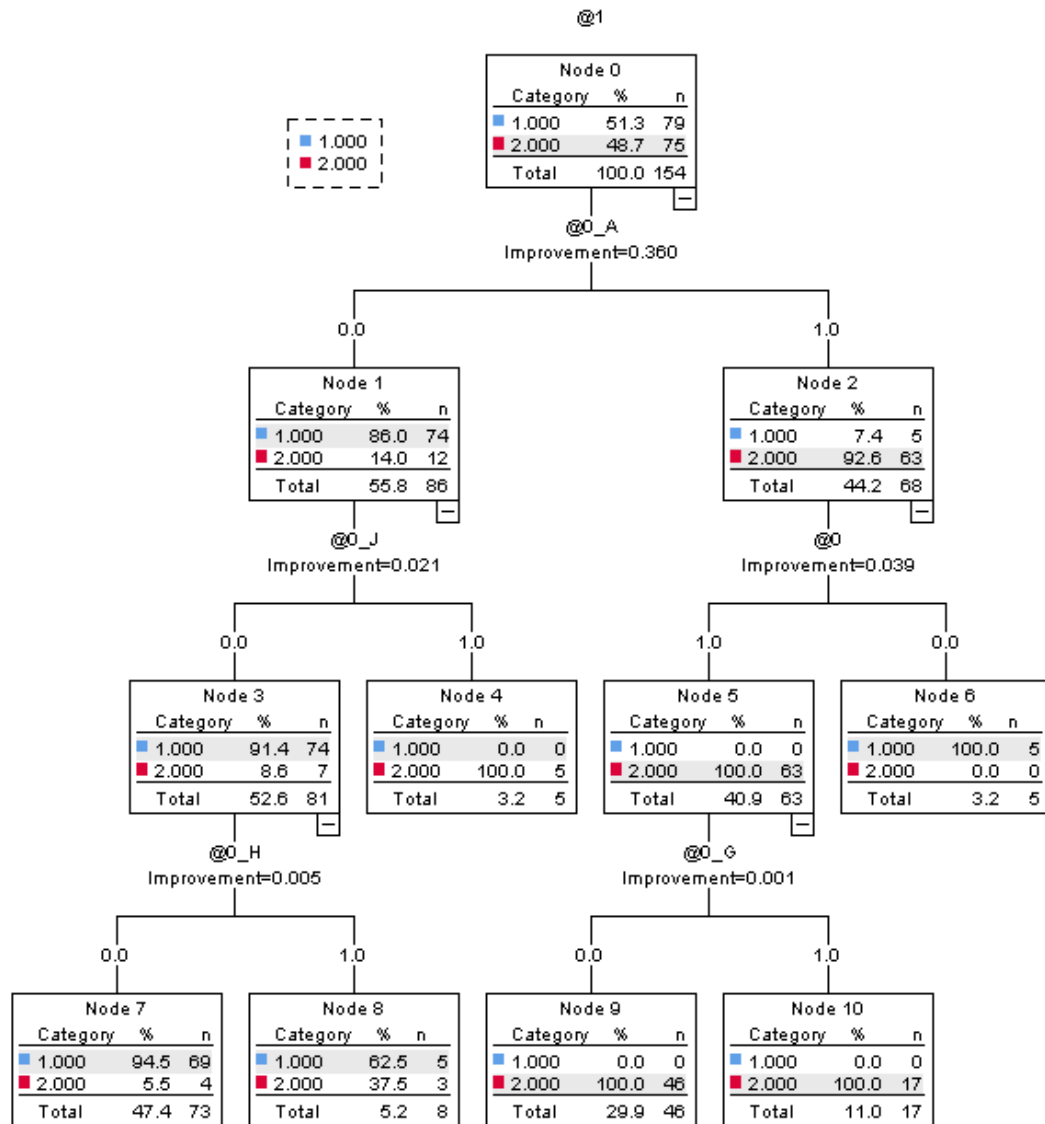 @1
Node 0
Category % n
1.000 51.3 79
2.000 48.7 75
Total 100.0 154
1.000
2.000
@0_A
Improvement=0.360
0.0
1.0
Node 1
Category % n
1.000 86.0 74
2.000 14.0 12
Total 55.8 86
Node 2
Category % n
1.000 7.4 5
2.000 92.6 63
Total 44.2 68
@0_J
Improvement=0.021
@0
Improvement=0.039
0.0
1.0
1.0
0.0
Node 3
Category % n
1.000 91.4 74
2.000 8.6 7
Total 52.6 81
Node 4
Category % n
1.000 0.0 0
2.000 100.0 5
Total 3.2 5
Node 5
Category % n
1.000 0.0 0
2.000 100.0 63
Total 40.9 63
Node 6
Category % n
1.000 100.0 5
2.000 0.0 0
Total 3.2 5
@0_H
Improvement=0.005
@0_G
Improvement=0.001
0.0
1.0
0.0
1.0
Node 7
Category % n
1.000 94.5 69
2.000 5.5 4
Total 47.4 73
Node 8
Category % n
1.000 62.5 5
2.000 37.5 3
Total 5.2 8
Node 9
Category % n
1.000 0.0 0
2.000 100.0 46
Total 29.9 46
Node 10
Category % n
1.000 0.0 0
2.000 100.0 17
Total 11.0 17